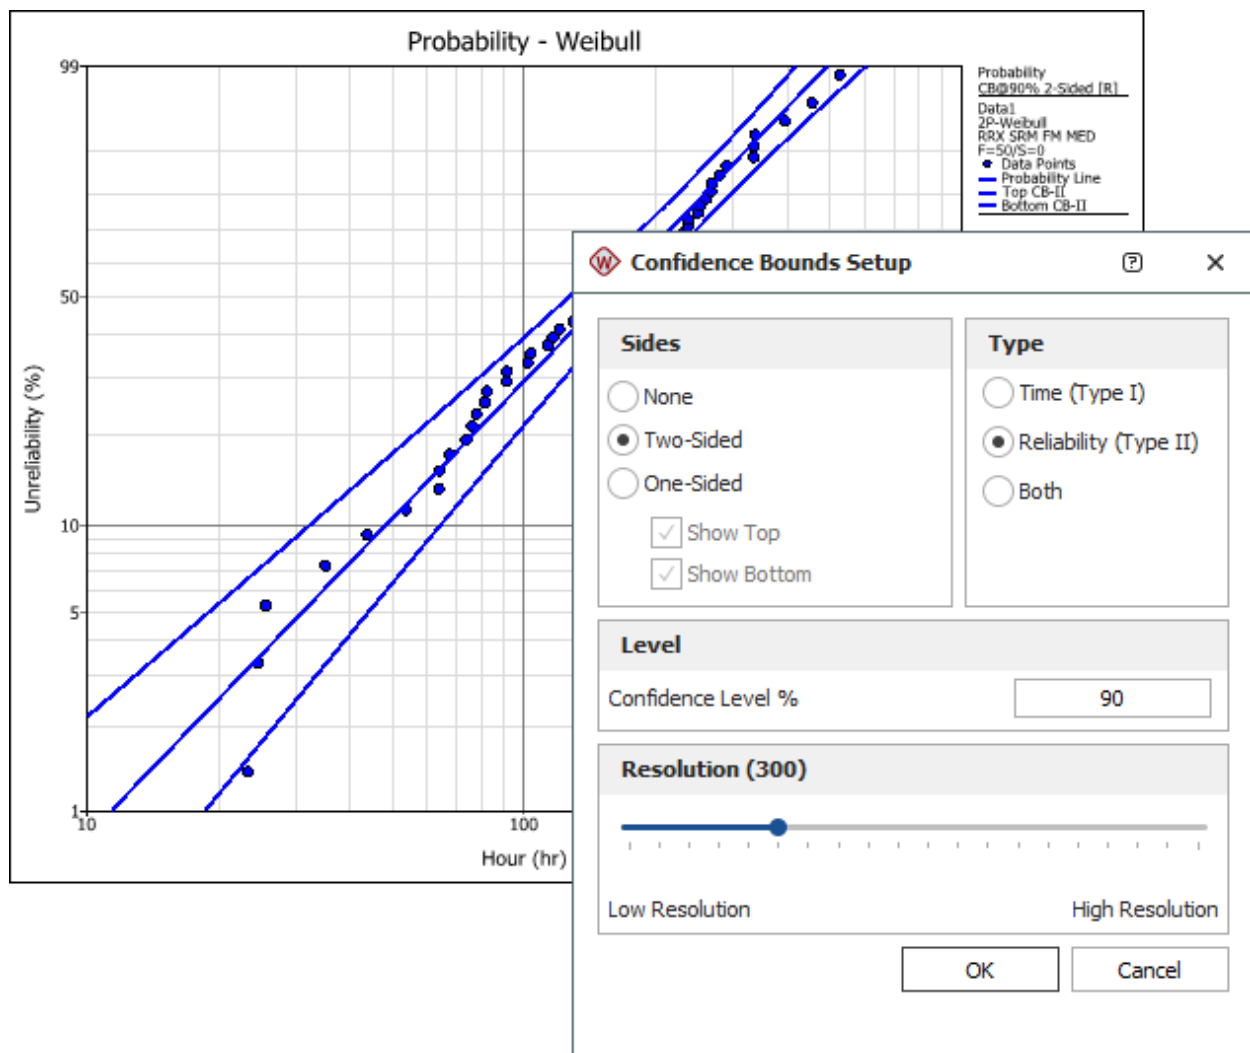 Probability - Weibull
99
50
10
5
1
10
100
Unreliability (%)
Hour (hr)
Probability
CB@90% 2-Sided [R]
Data1
2P-Weibull
RRX SRM FM MED
F=50/S=0
Data Points
Probability Line
Top CB-II
Bottom CB-II
W
Confidence Bounds Setup
?
Sides
None
Two-Sided
One-Sided
Show Top
Show Bottom
Type
Time (Type I)
Reliability (Type II)
Both
Level
Confidence Level % 90
Resolution (300)
Low Resolution High Resolution
OK Cancel